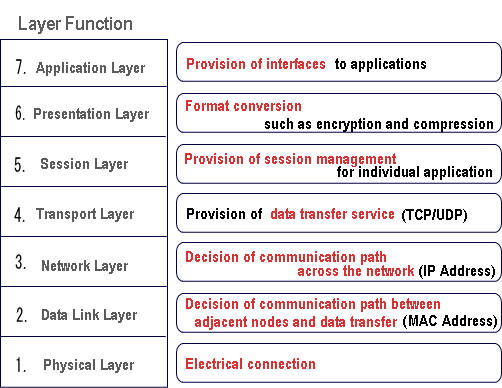 Layer Function
7. Application Layer
Provision of interfaces to applications
6. Presentation Layer
Format conversion
such as encryption and compression
5. Session Layer
Provision of session management
for individual application
4. Transport Layer
Provision of data transfer service (TCP/UDP)
3. Network Layer
Decision of communication path
across the network (IP Address)
2. Data Link Layer
Decision of communication path between
adjacent nodes and data transfer (MAC Address)
1. Physical Layer
Electrical connection